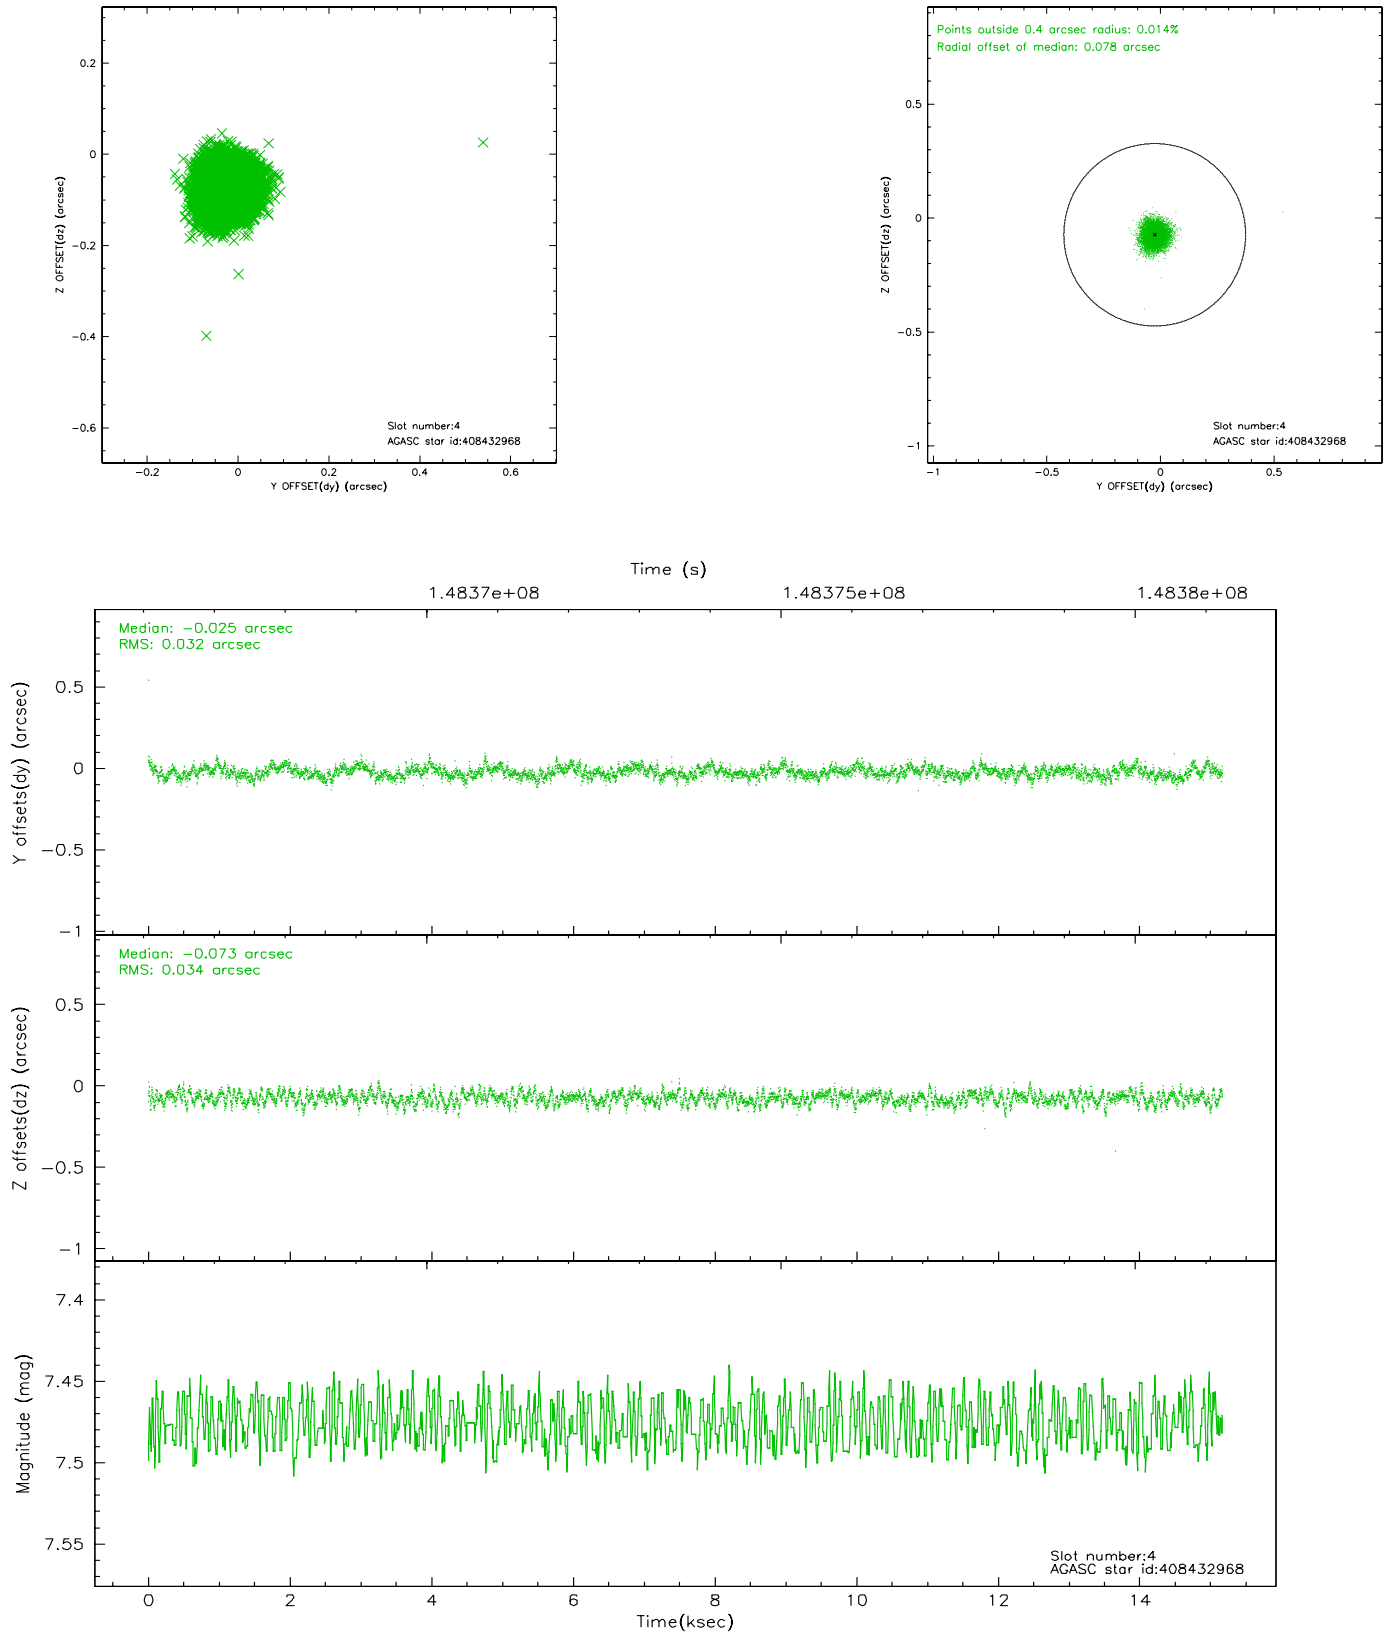 0.2
0
−0.2
−0.4
−0.6
Z OFFSET(dz) (arcsec)
Slot number:4
AGASC star id:408432968
−0.2 0 0.2 0.4 0.6
Y OFFSET(dy) (arcsec)
Points outside 0.4 arcsec radius: 0.014%
Radial offset of median: 0.078 arcsec
0.5
0
−0.5
−1
Z OFFSET(dz) (arcsec)
Slot number:4
AGASC star id:408432968
−1 −0.5 0 0.5
Y OFFSET(dy) (arcsec)
Time (s)
1.4837e+08 1.48375e+08 1.4838e+08
Median: −0.025 arcsec
RMS: 0.032 arcsec
0.5
0
−0.5
−1
Y offsets(dy) (arcsec)
Median: −0.073 arcsec
RMS: 0.034 arcsec
0.5
0
−0.5
−1
Z offsets(dz) (arcsec)
7.4
7.45
7.5
7.55
Magnitude (mag)
Slot number:4
AGASC star id:408432968
0 2 4 6 8 10 12 14
Time(ksec)